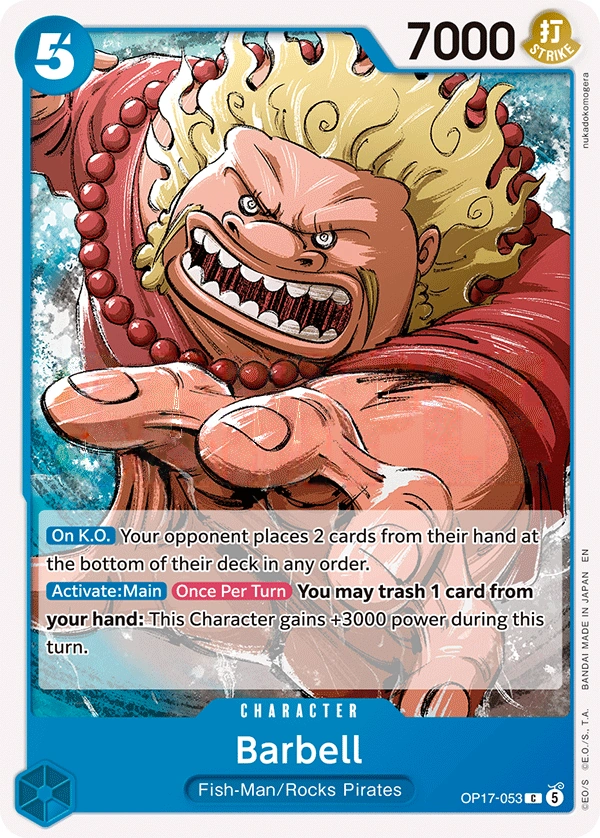 5
7000
打
STRIKE
nukadokomogera
On K.O. Your opponent places 2 cards from their hand at
the bottom of their deck in any order.
Activate:Main Once Per Turn You may trash 1 card from
your hand: This Character gains +3000 power during this
turn.
CHARACTER
Barbell
Fish-Man/Rocks Pirates
OP17-053 C 5
©E.O/S ©E.O./S., T.A. BANDAI MADE IN JAPAN EN